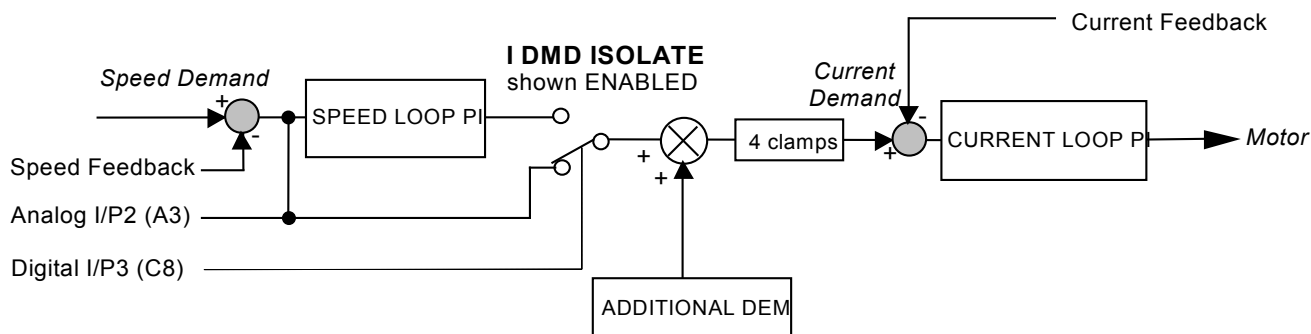 Current Feedback
I DMD ISOLATE
shown ENABLED
Speed Demand
Current
Demand
+
-
SPEED LOOP PI
-
+
4 clamps
CURRENT LOOP PI
Motor
Speed Feedback
+
+
Analog I/P2 (A3)
Digital I/P3 (C8)
ADDITIONAL DEM